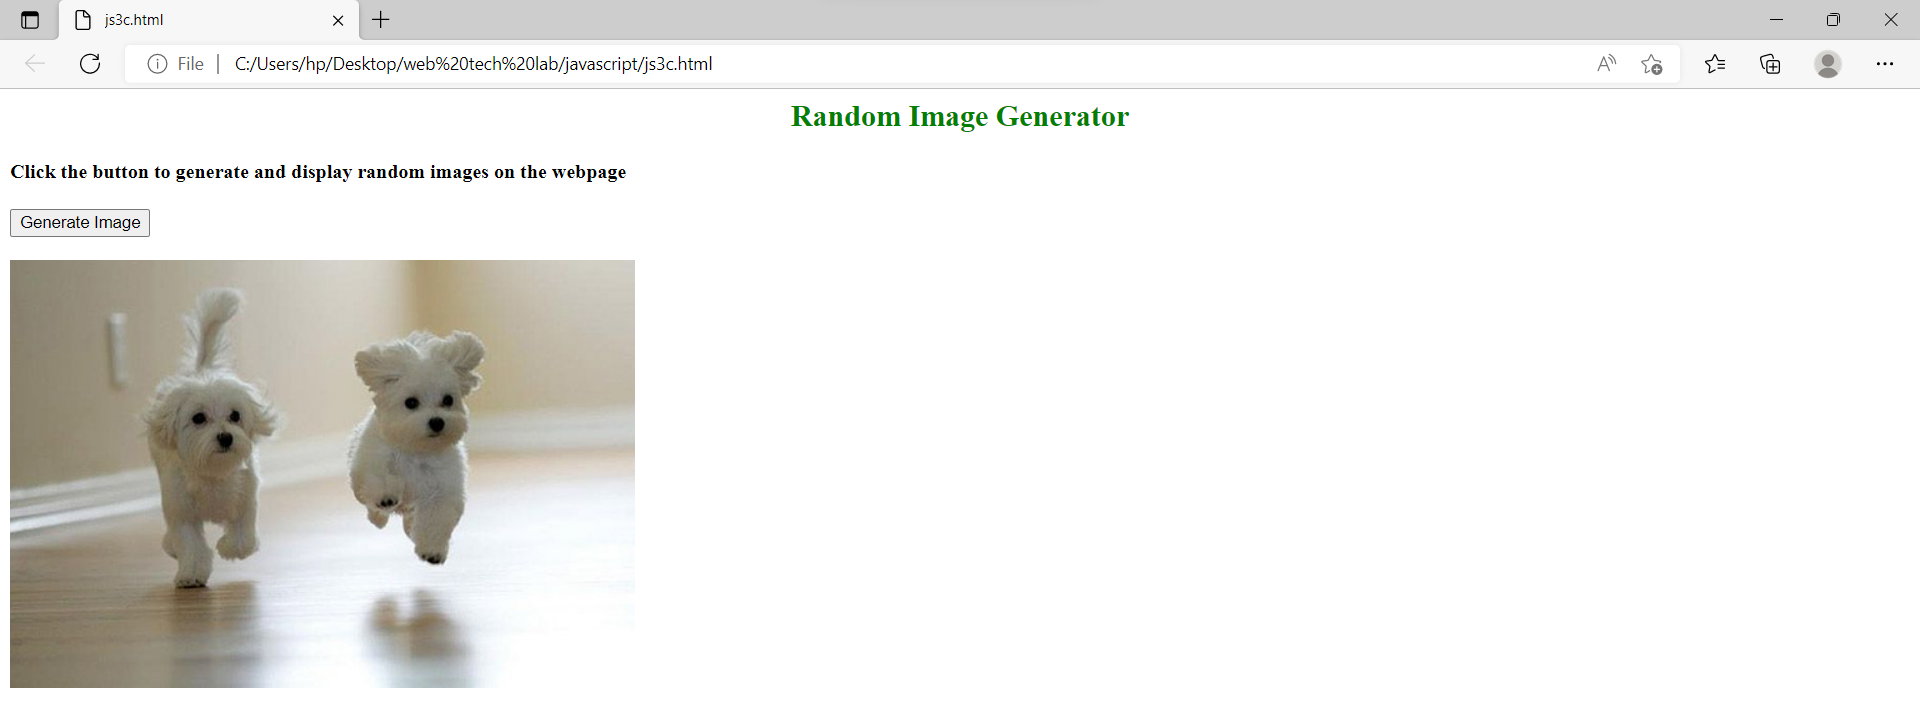 js3c.html
File C:/Users/hp/Desktop/web%20tech%20lab/javascript/js3c.html
Random Image Generator
Click the button to generate and display random images on the webpage
Generate Image